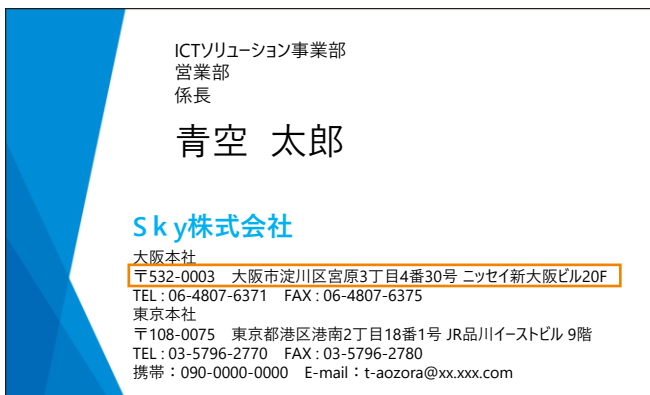 ICTソリューション事業部
営業部
係長
青空 太郎
Ｓｋｙ株式会社
大阪本社
〒532-0003　大阪市淀川区宮原3丁目4番30号 ニッセイ新大阪ビル20F
TEL : 06-4807-6371　FAX : 06-4807-6375
東京本社
〒108-0075　東京都港区港南2丁目18番1号 JR品川イーストビル 9階
TEL : 03-5796-2770　FAX : 03-5796-2780
携帯：090-0000-0000　E-mail：t-aozora@xx.xxx.com